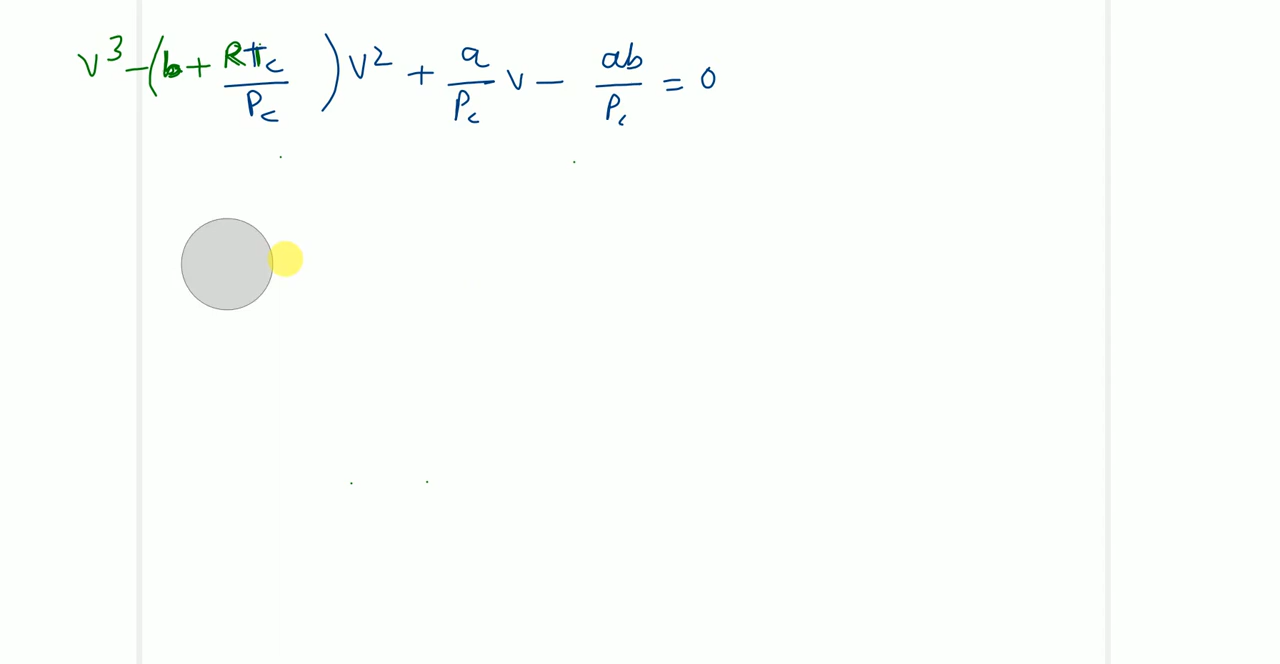 V³ - (b + RTc/Pc) V² + a/Pc V - ab/Pc = 0